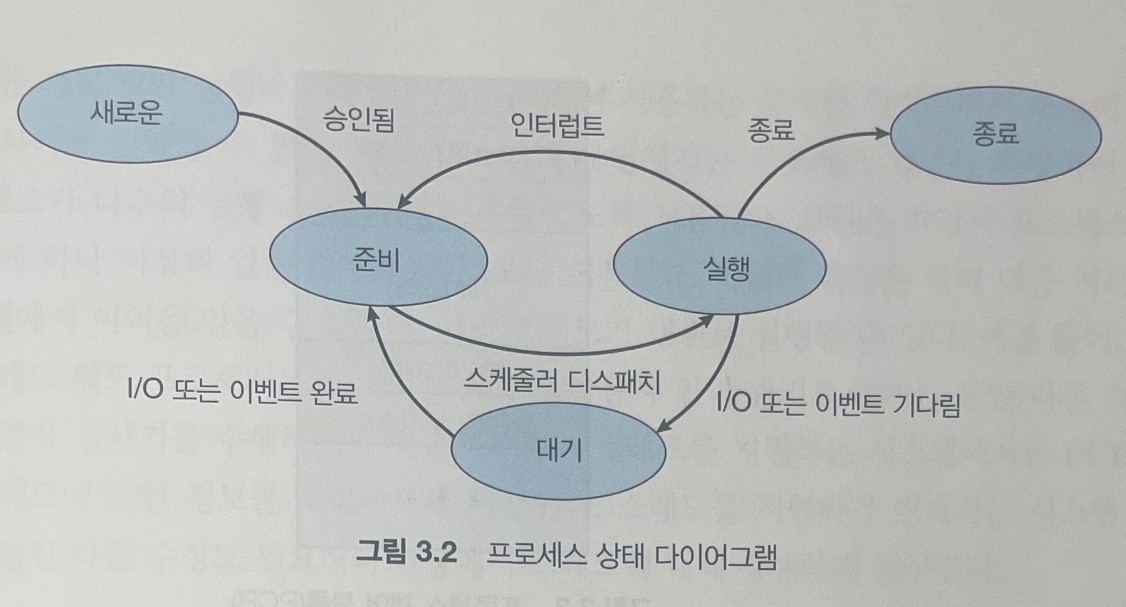 새로운
승인됨
인터럽트
종료
종료
준비
실행
스케줄러 디스패치
I/O 또는 이벤트 완료
I/O 또는 이벤트 기다림
대기
그림 3.2 프로세스 상태 다이어그램